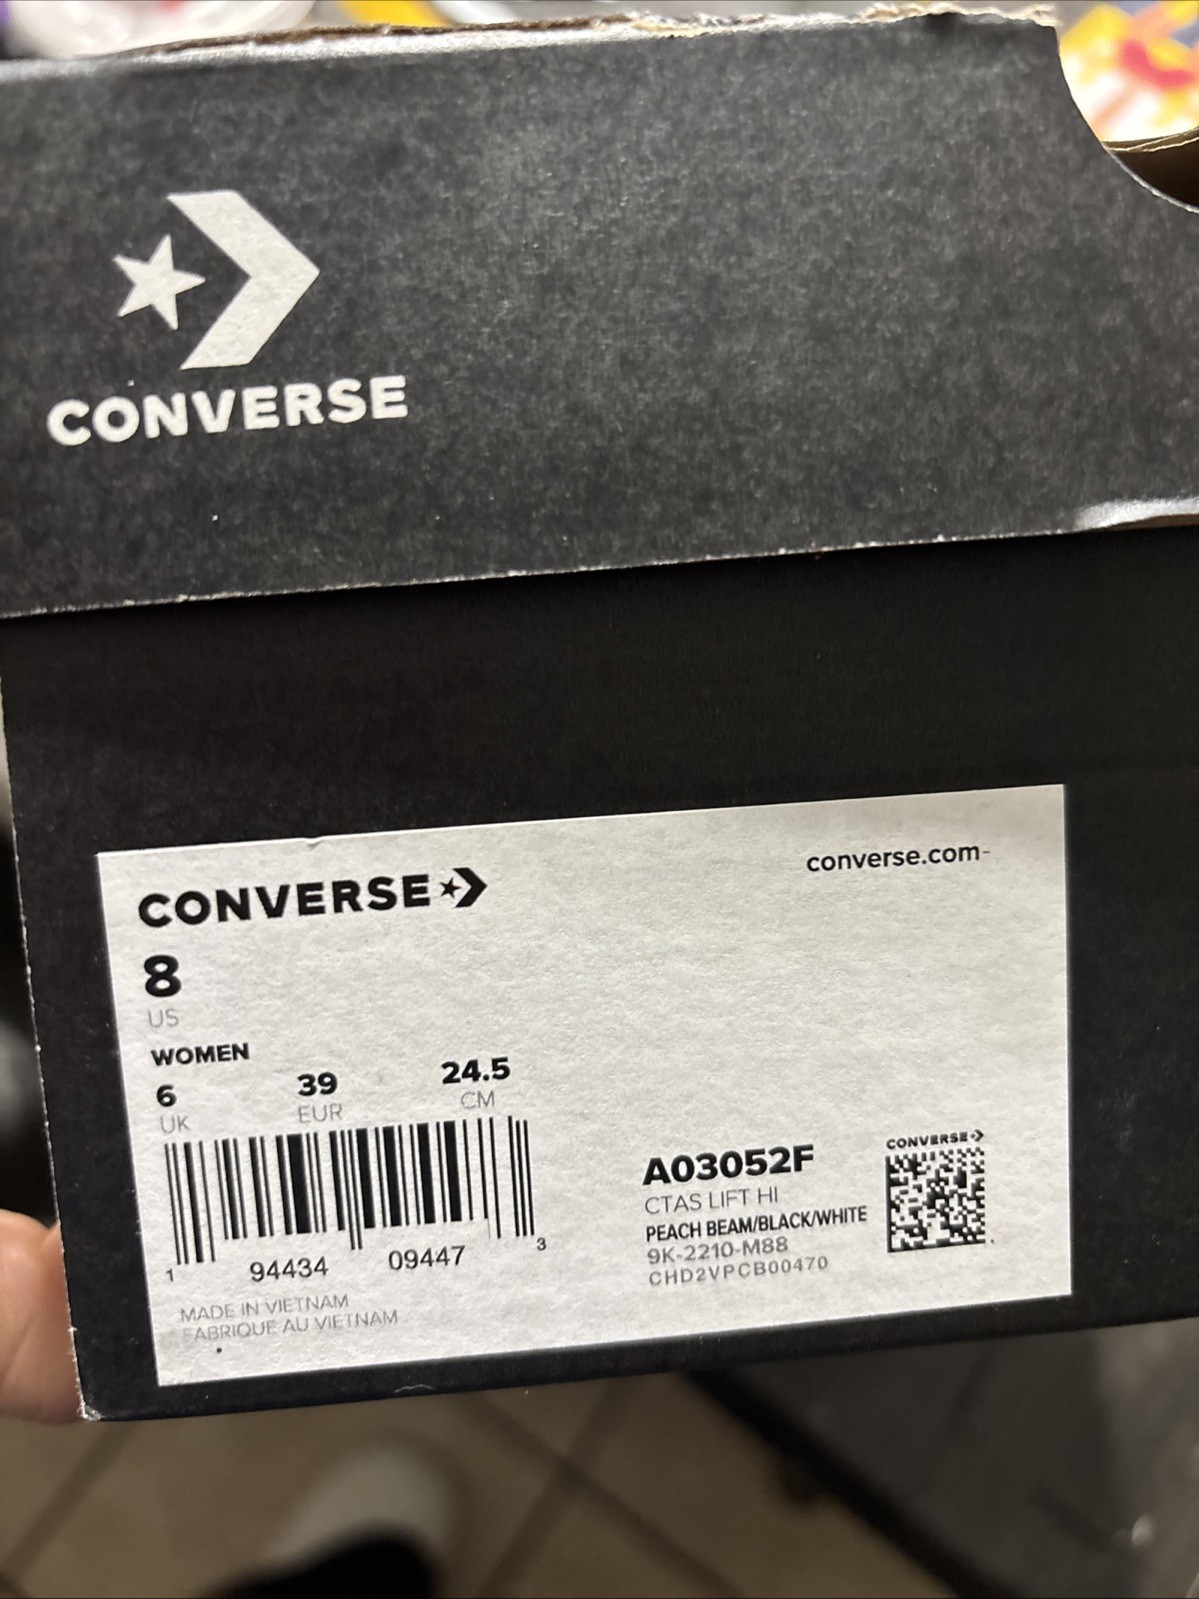 CONVERSE
CONVERSE
converse.com
8
US
WOMEN
6 39 24.5
UK EUR CM
1 94434 09447 3
MADE IN VIETNAM
FABRIQUE AU VIETNAM
A03052F
CTAS LIFT HI
PEACH BEAM/BLACK/WHITE
9K-2210-M88
CHD2VPCB00470
CONVERSE